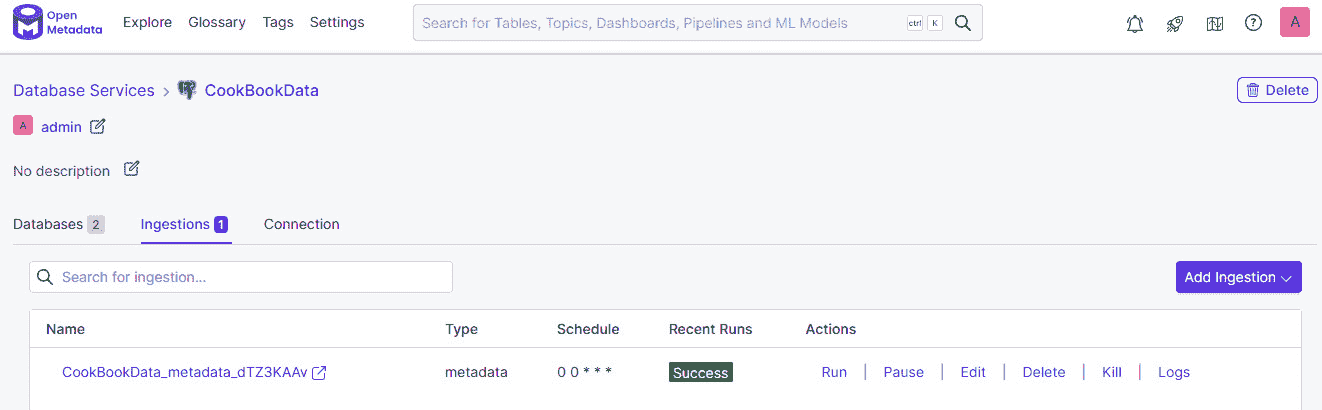 Open
Metadata
Explore Glossary Tags Settings
Search for Tables, Topics, Dashboards, Pipelines and ML Models ctrl K
A
Database Services > CookBookData
Delete
A admin
No description
Databases 2 Ingestions 1 Connection
Search for ingestion...
Add Ingestion
Name Type Schedule Recent Runs Actions
CookBookData_metadata_dTZ3KAAv metadata 0 0 * * * Success Run | Pause | Edit | Delete | Kill | Logs